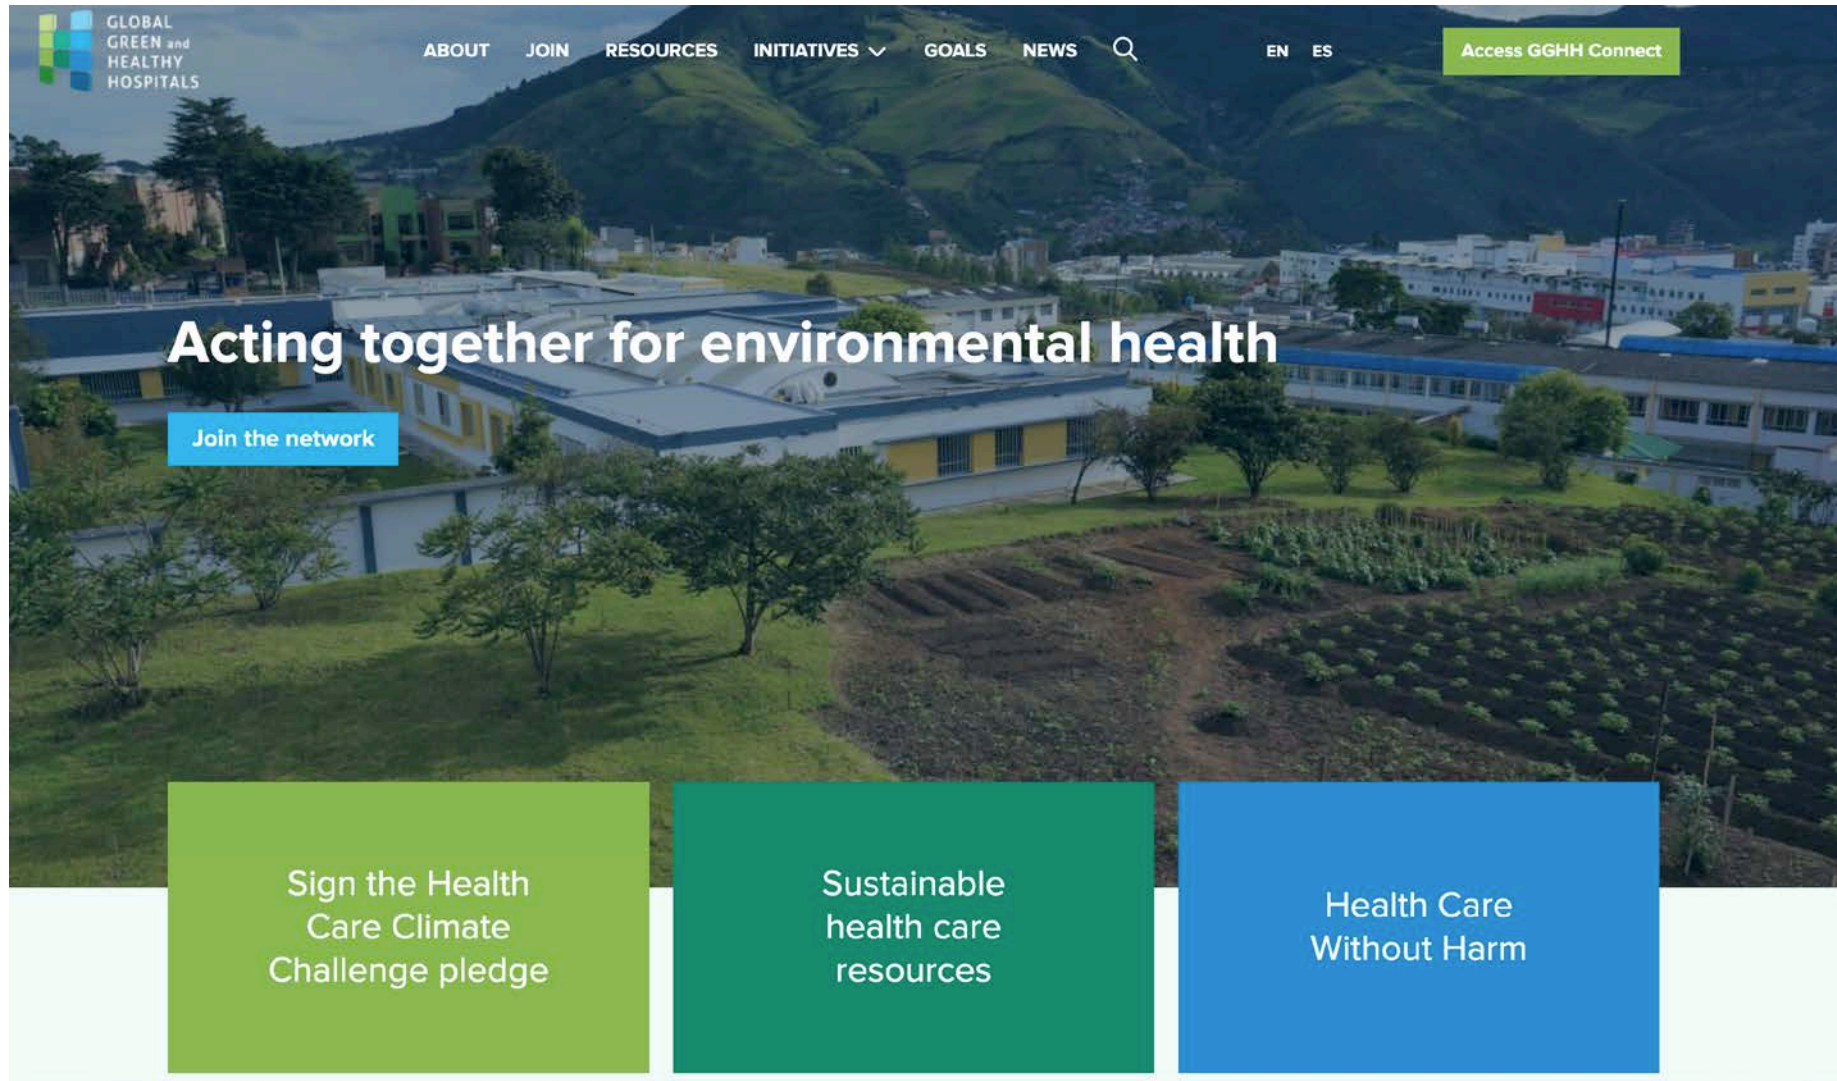 GLOBAL
GREEN and
HEALTHY
HOSPITALS
ABOUT JOIN RESOURCES INITIATIVES GOALS NEWS EN ES Access GGHH Connect
Acting together for environmental health
Join the network
Sign the Health
Care Climate
Challenge pledge
Sustainable
health care
resources
Health Care
Without Harm